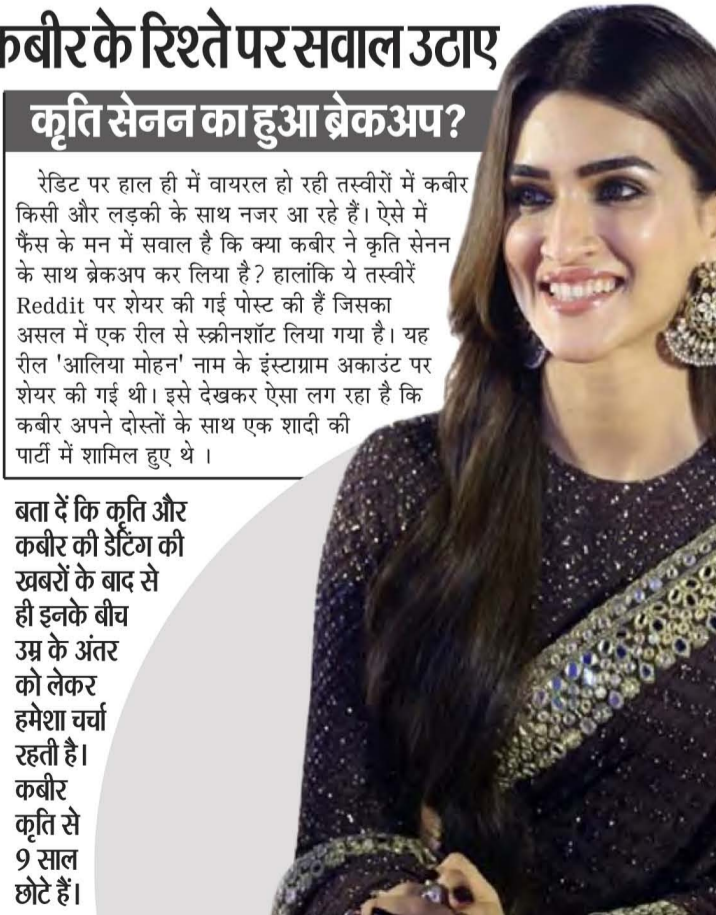 कबीर के रिश्ते पर सवाल उठाए
कृति सेनन का हुआ ब्रेकअप?
रेडिट पर हाल ही में वायरल हो रही तस्वीरों में कबीर
किसी और लड़की के साथ नजर आ रहे हैं। ऐसे में
फैंस के मन में सवाल है कि क्या कबीर ने कृति सेनन
के साथ ब्रेकअप कर लिया है? हालांकि ये तस्वीरें
Reddit पर शेयर की गई पोस्ट की हैं जिसका
असल में एक रील से स्क्रीनशॉट लिया गया है। यह
रील 'आलिया मोहन' नाम के इंस्टाग्राम अकाउंट पर
शेयर की गई थी। इसे देखकर ऐसा लग रहा है कि
कबीर अपने दोस्तों के साथ एक शादी की
पार्टी में शामिल हुए थे ।
बता दें कि कृति और
कबीर की डेटिंग की
खबरों के बाद से
ही इनके बीच
उम्र के अंतर
को लेकर
हमेशा चर्चा
रहती है।
कबीर
कृति से
9 साल
छोटे हैं।